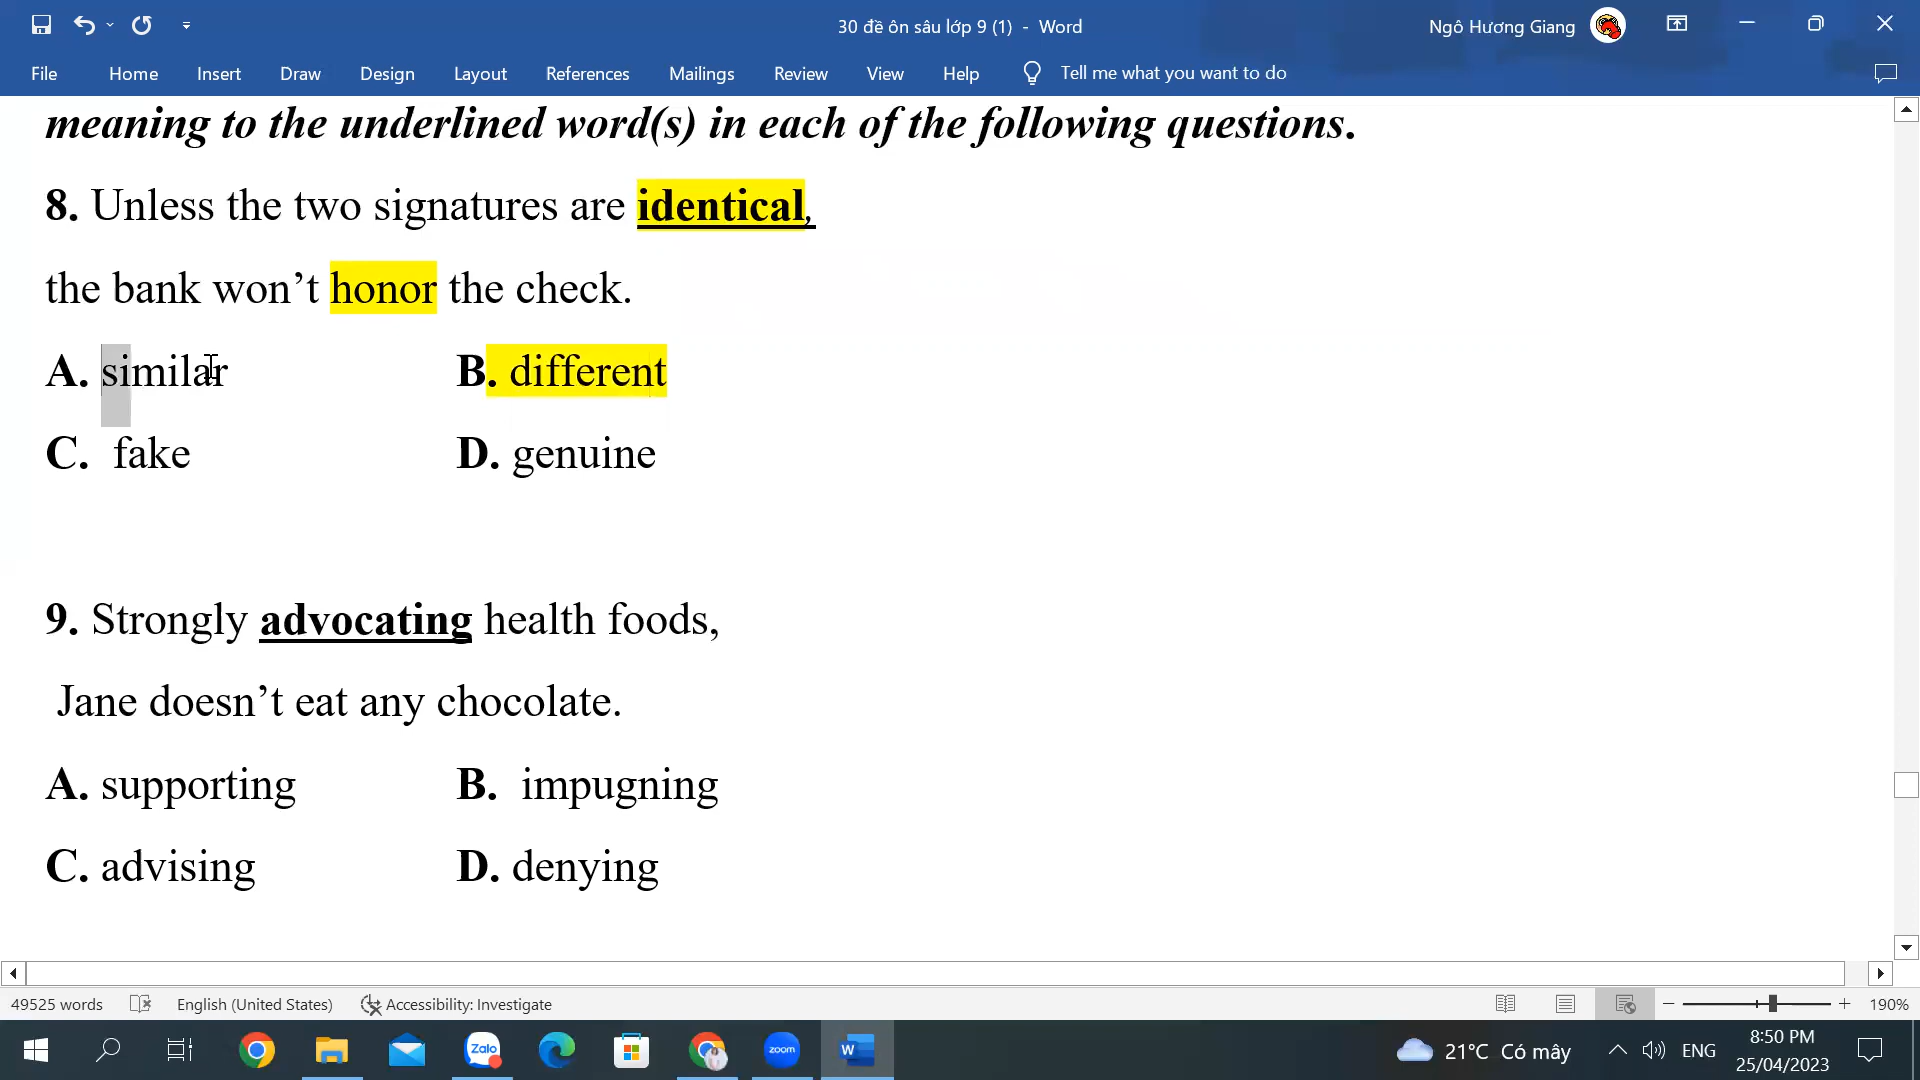 30 đề ôn sâu lớp 9 (1) - Word
Ngô Hương Giang
File Home Insert Draw Design Layout References Mailings Review View Help Tell me what you want to do
meaning to the underlined word(s) in each of the following questions.
8. Unless the two signatures are identical,
the bank won’t honor the check.
A. similar B. different
C. fake D. genuine
9. Strongly advocating health foods,
Jane doesn’t eat any chocolate.
A. supporting B. impugning
C. advising D. denying
49525 words English (United States) Accessibility: Investigate 190%
Zalo zoom W 21°C Có mây ENG 8:50 PM
25/04/2023